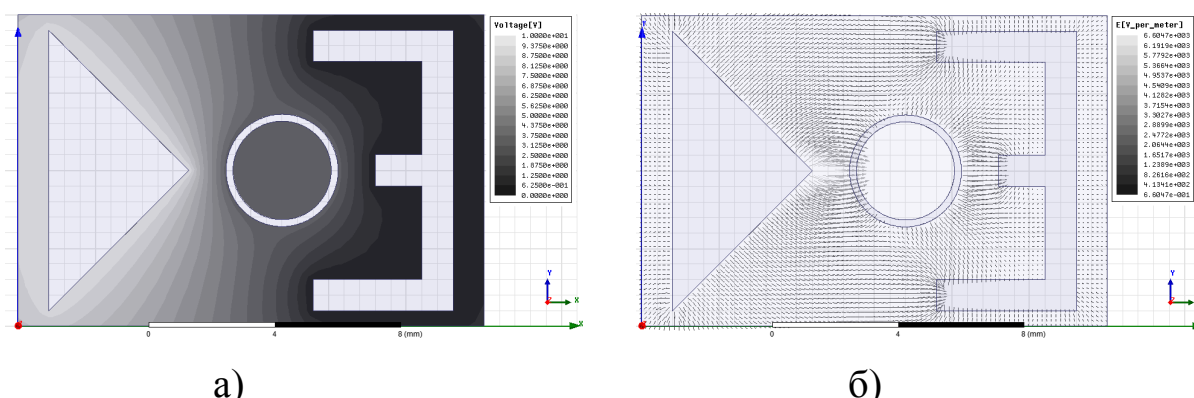 Voltage[V]
1.0000e+001
9.3750e+000
8.7500e+000
8.1250e+000
7.5000e+000
6.8750e+000
6.2500e+000
5.6250e+000
5.0000e+000
4.3750e+000
3.7500e+000
3.1250e+000
2.5000e+000
1.8750e+000
1.2500e+000
6.2500e-001
0.0000e+000
Y
X
X
0
4
8 (mm)
а)
E[V_per_meter]
6.6047e+003
6.1919e+003
5.7792e+003
5.3664e+003
4.9537e+003
4.5409e+003
4.1282e+003
3.7154e+003
3.3027e+003
2.8899e+003
2.4772e+003
2.0644e+003
1.6517e+003
1.2389e+003
8.2616e+002
4.1341e+002
6.6047e-001
Y
X
0
4
8 (mm)
б)